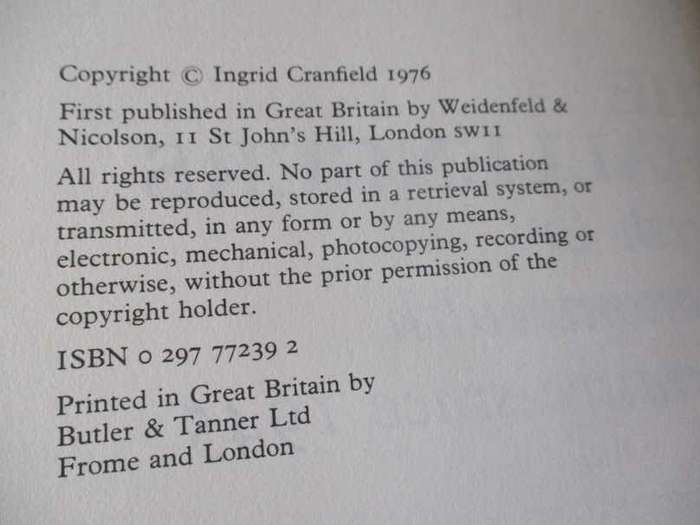 Copyright © Ingrid Cranfield 1976
First published in Great Britain by Weidenfeld &
Nicolson, 11 St John's Hill, London SW11
All rights reserved. No part of this publication
may be reproduced, stored in a retrieval system, or
transmitted, in any form or by any means,
electronic, mechanical, photocopying, recording or
otherwise, without the prior permission of the
copyright holder.
ISBN 0 297 77239 2
Printed in Great Britain by
Butler & Tanner Ltd
Frome and London